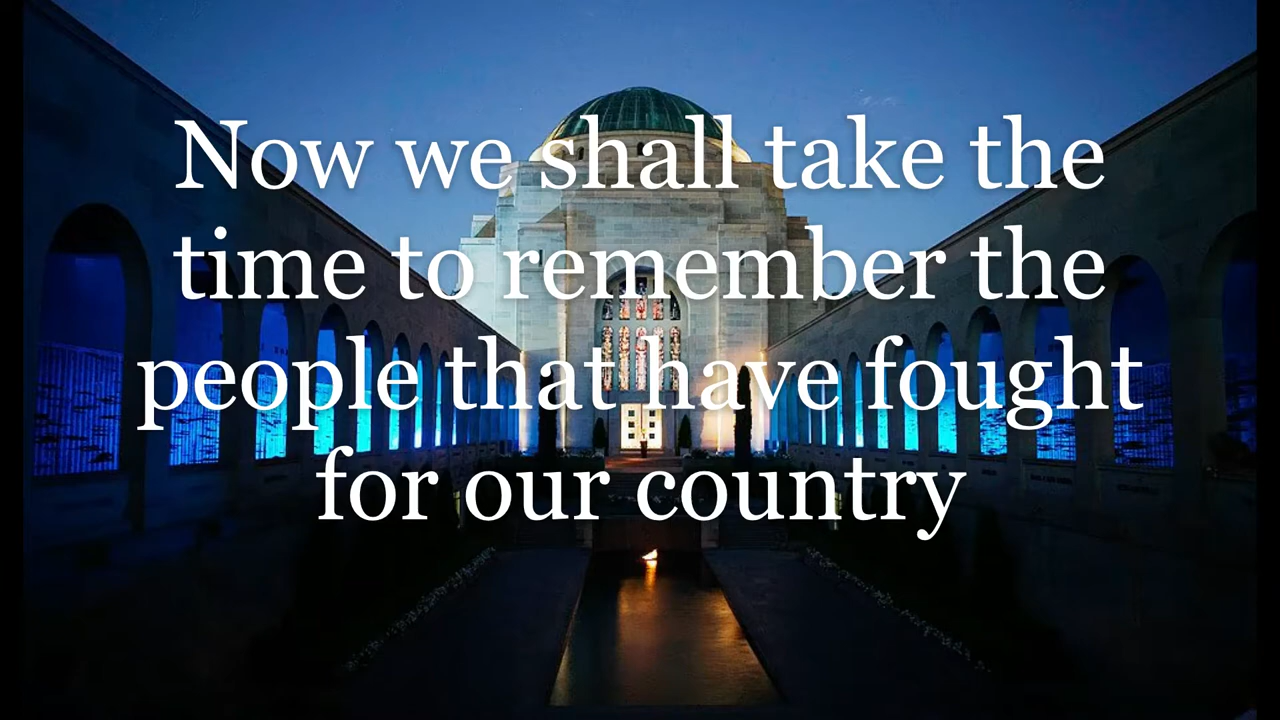 Now we shall take the
time to remember the
people that have fought
for our country